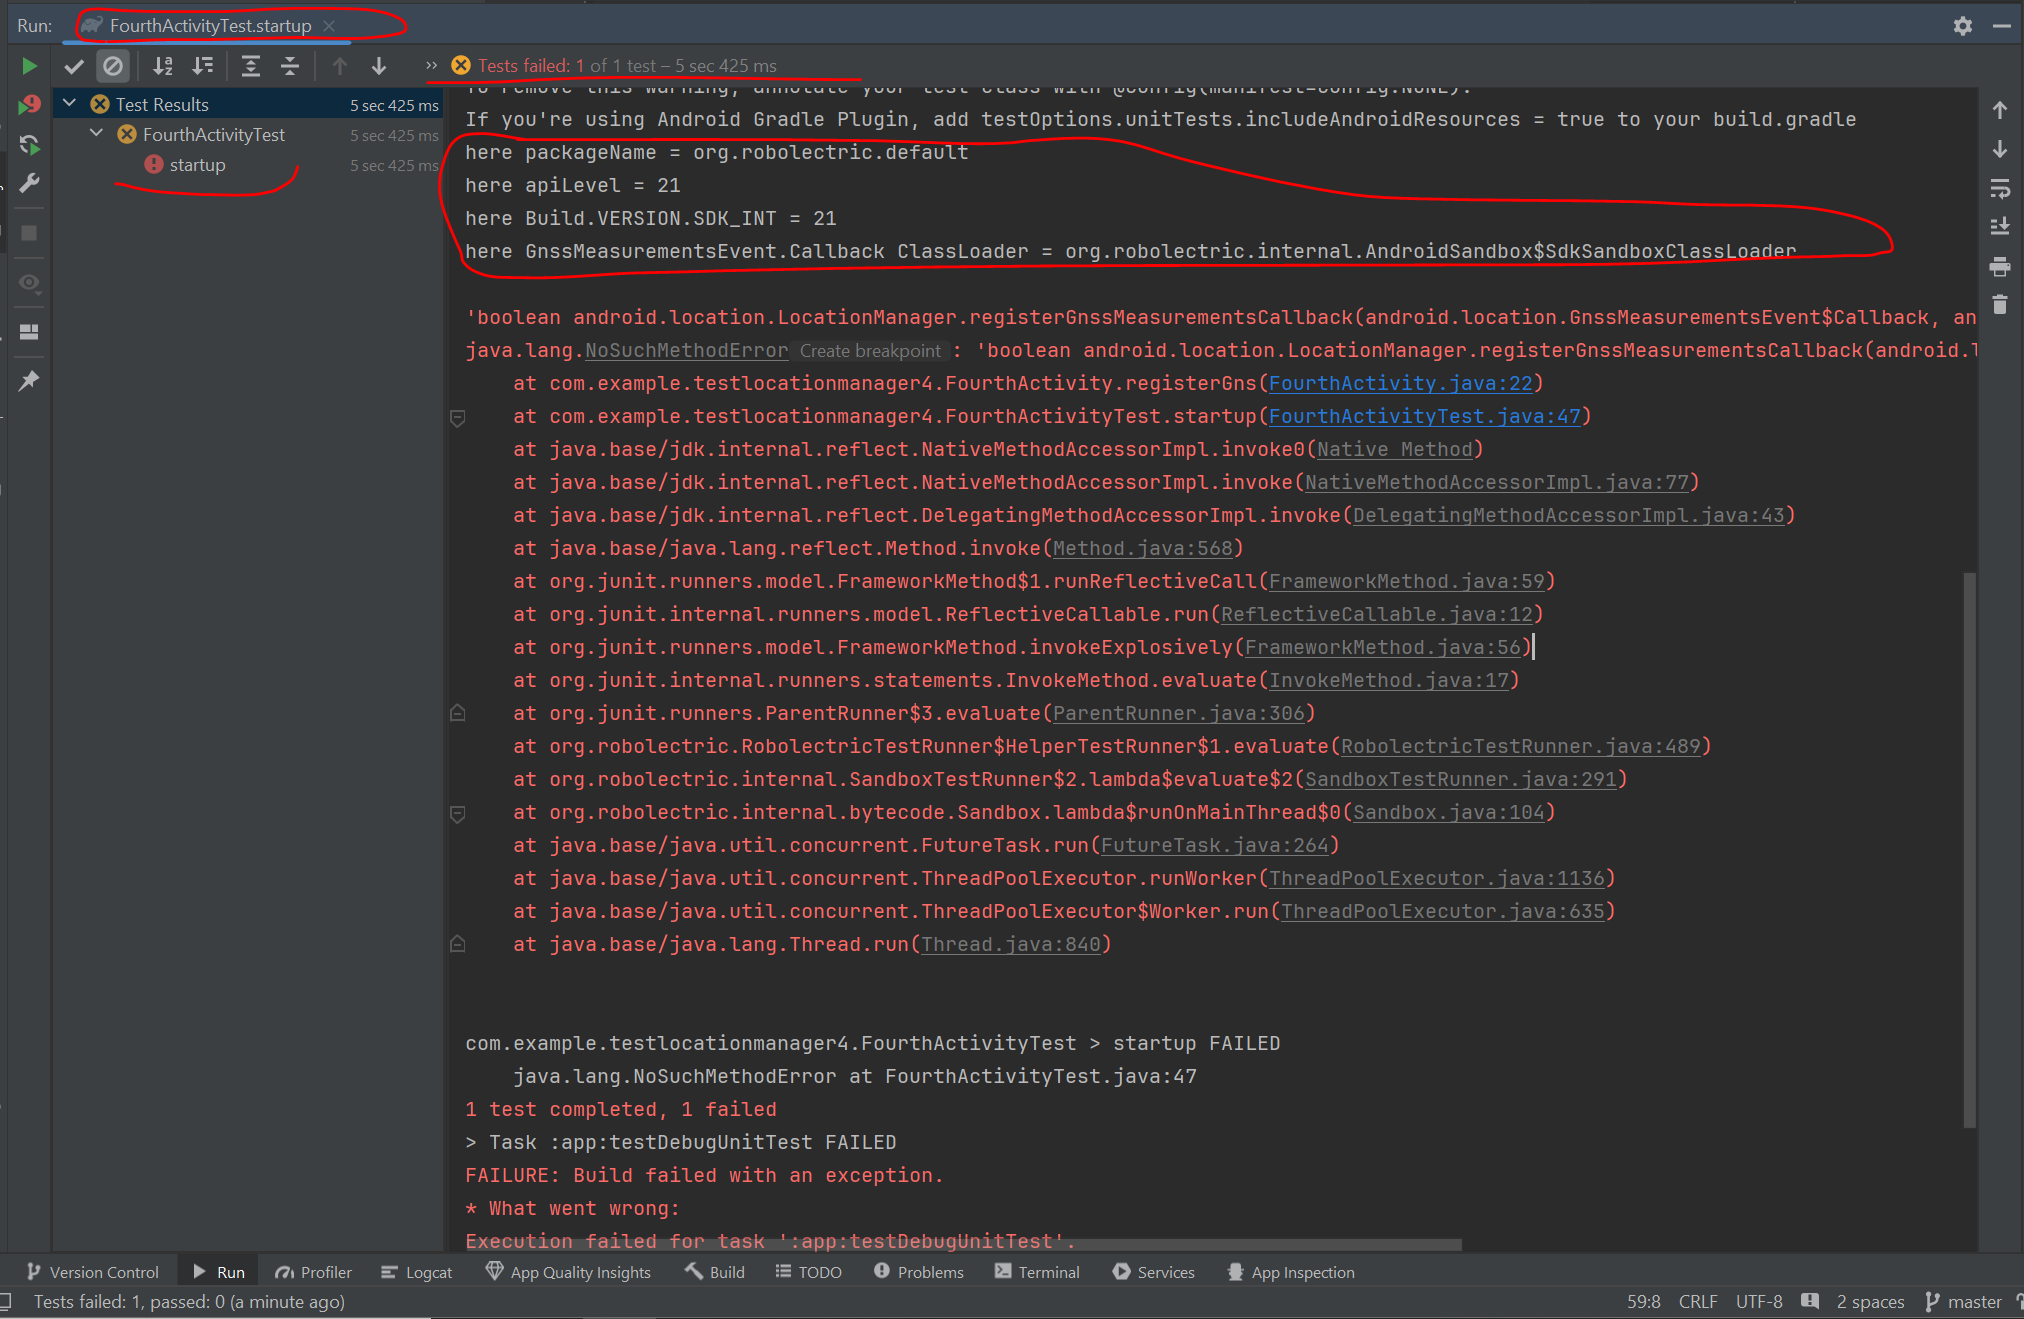 Run: FourthActivityTest.startup
Tests failed: 1 of 1 test – 5 sec 425 ms
Test Results 5 sec 425 ms
FourthActivityTest 5 sec 425 ms
startup 5 sec 425 ms
To remove this warning, annotate your test class with @Config(manifest=Config.NONE).
If you're using Android Gradle Plugin, add testOptions.unitTests.includeAndroidResources = true to your build.gradle
here packageName = org.robolectric.default
here apiLevel = 21
here Build.VERSION.SDK_INT = 21
here GnssMeasurementsEvent.Callback ClassLoader = org.robolectric.internal.AndroidSandbox$SdkSandboxClassLoader
'boolean android.location.LocationManager.registerGnssMeasurementsCallback(android.location.GnssMeasurementsEvent$Callback, an
java.lang.NoSuchMethodError Create breakpoint : 'boolean android.location.LocationManager.registerGnssMeasurementsCallback(android.l
at com.example.testlocationmanager4.FourthActivity.registerGns(FourthActivity.java:22)
at com.example.testlocationmanager4.FourthActivityTest.startup(FourthActivityTest.java:47)
at java.base/jdk.internal.reflect.NativeMethodAccessorImpl.invoke0(Native Method)
at java.base/jdk.internal.reflect.NativeMethodAccessorImpl.invoke(NativeMethodAccessorImpl.java:77)
at java.base/jdk.internal.reflect.DelegatingMethodAccessorImpl.invoke(DelegatingMethodAccessorImpl.java:43)
at java.base/java.lang.reflect.Method.invoke(Method.java:568)
at org.junit.runners.model.FrameworkMethod$1.runReflectiveCall(FrameworkMethod.java:59)
at org.junit.internal.runners.model.ReflectiveCallable.run(ReflectiveCallable.java:12)
at org.junit.runners.model.FrameworkMethod.invokeExplosively(FrameworkMethod.java:56)
at org.junit.internal.runners.statements.InvokeMethod.evaluate(InvokeMethod.java:17)
at org.junit.runners.ParentRunner$3.evaluate(ParentRunner.java:306)
at org.robolectric.RobolectricTestRunner$HelperTestRunner$1.evaluate(RobolectricTestRunner.java:489)
at org.robolectric.internal.SandboxTestRunner$2.lambda$evaluate$2(SandboxTestRunner.java:291)
at org.robolectric.internal.bytecode.Sandbox.lambda$runOnMainThread$0(Sandbox.java:104)
at java.base/java.util.concurrent.FutureTask.run(FutureTask.java:264)
at java.base/java.util.concurrent.ThreadPoolExecutor.runWorker(ThreadPoolExecutor.java:1136)
at java.base/java.util.concurrent.ThreadPoolExecutor$Worker.run(ThreadPoolExecutor.java:635)
at java.base/java.lang.Thread.run(Thread.java:840)
com.example.testlocationmanager4.FourthActivityTest > startup FAILED
java.lang.NoSuchMethodError at FourthActivityTest.java:47
1 test completed, 1 failed
> Task :app:testDebugUnitTest FAILED
FAILURE: Build failed with an exception.
* What went wrong:
Execution failed for task ':app:testDebugUnitTest'.
Version Control Run Profiler Logcat App Quality Insights Build TODO Problems Terminal Services App Inspection
Tests failed: 1, passed: 0 (a minute ago) 59:8 CRLF UTF-8 2 spaces master